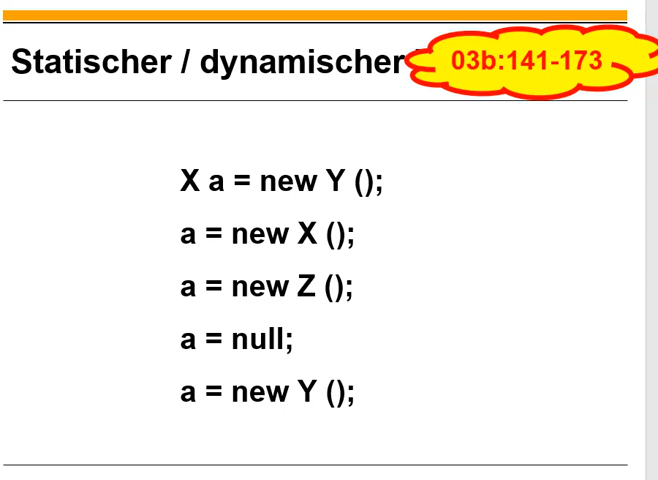 Statischer / dynamischer
03b:141-173
X a = new Y ();
a = new X ();
a = new Z ();
a = null;
a = new Y ();